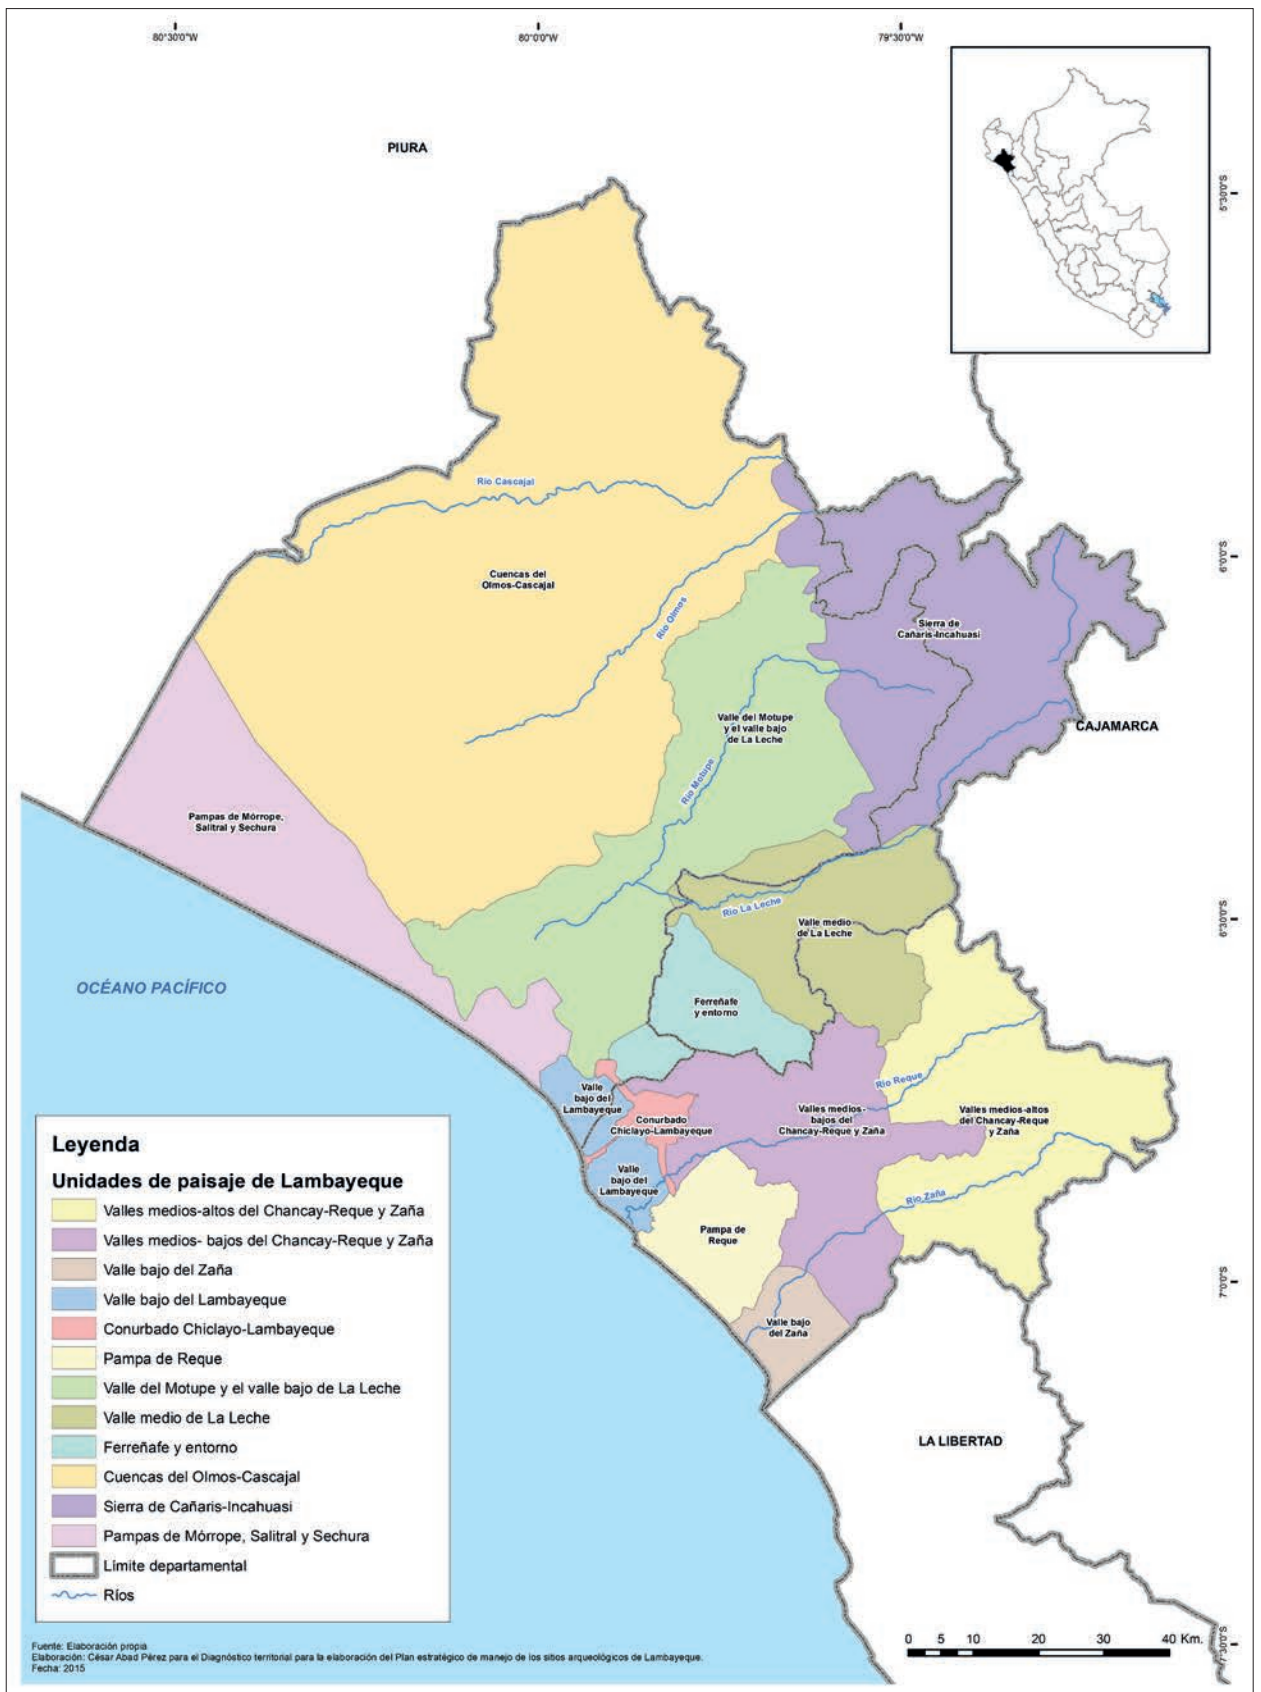 80°30'0"W
80°0'0"W
79°30'0"W
PIURA
5°30'0"S
Río Cascajal
6°0'0"S
Cuencas del
Olmos-Cascajal
Río Olmos
Sierra de
Cañaris-Incahuasi
Valle del Motupe
y el valle bajo
de La Leche
CAJAMARCA
Río Motupe
Pampas de Mórrope,
Salitral y Sechura
Río La Leche
Valle medio
de La Leche
6°30'0"S
OCÉANO PACÍFICO
Ferreñafe
y entorno
Río Reque
Valle
bajo del
Lambayeque
Conurbado
Chiclayo-Lambayeque
Valles medios-
bajos del
Chancay-Reque y Zaña
Valles medios-altos
del Chancay-Reque
y Zaña
Valle
bajo del
Lambayeque
Río Zaña
Pampa de
Reque
7°0'0"S
Valle bajo
del Zaña
LA LIBERTAD
Leyenda
Unidades de paisaje de Lambayeque
Valles medios-altos del Chancay-Reque y Zaña
Valles medios- bajos del Chancay-Reque y Zaña
Valle bajo del Zaña
Valle bajo del Lambayeque
Conurbado Chiclayo-Lambayeque
Pampa de Reque
Valle del Motupe y el valle bajo de La Leche
Valle medio de La Leche
Ferreñafe y entorno
Cuencas del Olmos-Cascajal
Sierra de Cañaris-Incahuasi
Pampas de Mórrope, Salitral y Sechura
Límite departamental
Ríos
0 5 10 20 30 40 Km.
7°30'0"S
Fuente: Elaboración propia
Elaboración: César Abad Pérez para el Diagnóstico territorial para la elaboración del Plan estratégico de manejo de los sitios arqueológicos de Lambayeque.
Fecha: 2015